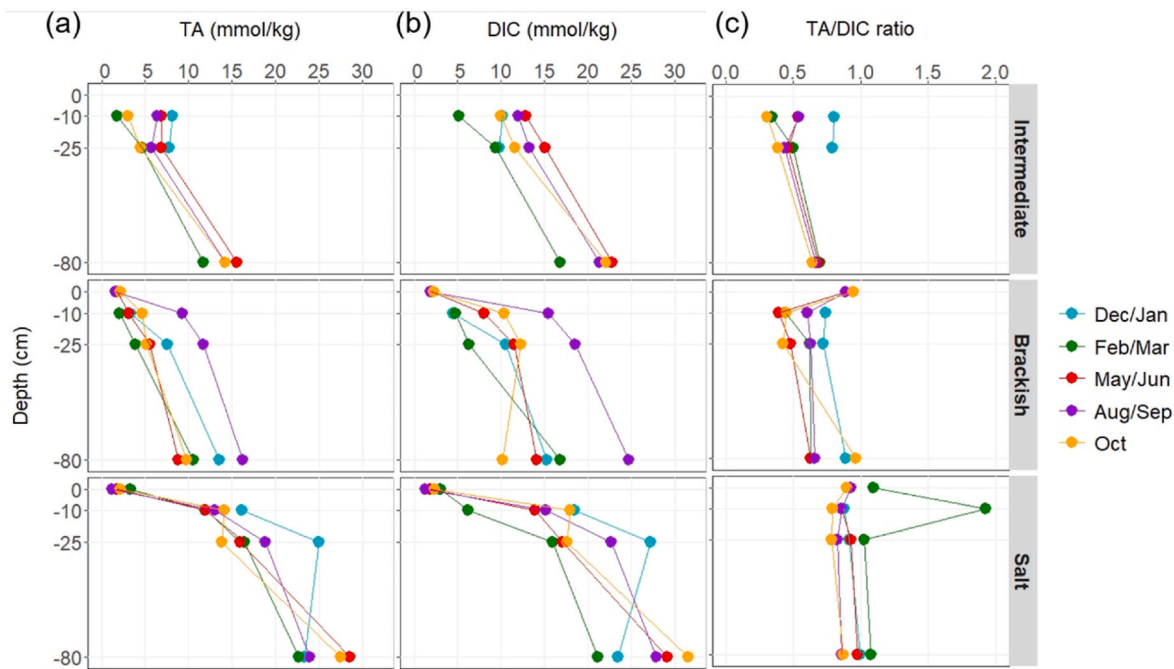 (a) TA (mmol/kg) (b) DIC (mmol/kg) (c) TA/DIC ratio
0 5 10 15 20 25 30 0 5 10 15 20 25 30 0.0 0.5 1.0 1.5 2.0
0
-10
-25
-80
Intermediate
0
-10
-25
-80
Brackish
0
-10
-25
-80
Salt
Depth (cm)
Dec/Jan
Feb/Mar
May/Jun
Aug/Sep
Oct